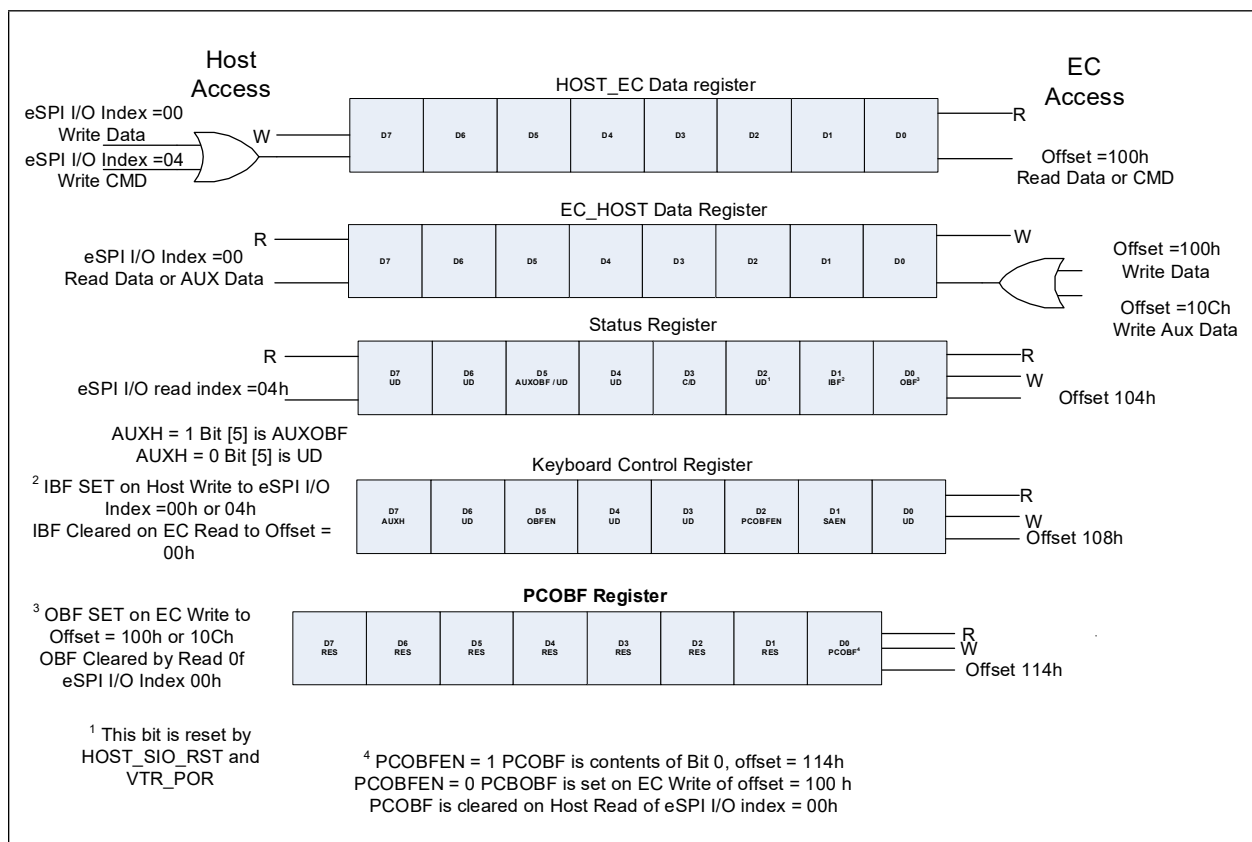 Host
Access
EC
Access
HOST_EC Data register
eSPI I/O Index =00
Write Data
eSPI I/O Index =04
Write CMD
W
D7 D6 D5 D4 D3 D2 D1 D0
R
Offset =100h
Read Data or CMD
EC_HOST Data Register
R
eSPI I/O Index =00
Read Data or AUX Data
D7 D6 D5 D4 D3 D2 D1 D0
W
Offset =100h
Write Data
Offset =10Ch
Write Aux Data
Status Register
R
eSPI I/O read index =04h
D7 D6 D5 D4 D3 D2 D1 D0
UD UD AUXOBF / UD UD C/D UD¹ IBF² OBF³
R
W
Offset 104h
AUXH = 1 Bit [5] is AUXOBF
AUXH = 0 Bit [5] is UD
Keyboard Control Register
² IBF SET on Host Write to eSPI I/O
Index =00h or 04h
IBF Cleared on EC Read to Offset =
00h
D7 D6 D5 D4 D3 D2 D1 D0
AUXH UD OBFEN UD UD PCOBFEN SAEN UD
R
W
Offset 108h
PCOBF Register
³ OBF SET on EC Write to
Offset = 100h or 10Ch
OBF Cleared by Read 0f
eSPI I/O Index 00h
D7 D6 D5 D4 D3 D2 D1 D0
RES RES RES RES RES RES RES PCOBF⁴
R
W
Offset 114h
¹ This bit is reset by
HOST_SIO_RST and
VTR_POR
⁴ PCOBFEN = 1 PCOBF is contents of Bit 0, offset = 114h
PCOBFEN = 0 PCBOBF is set on EC Write of offset = 100 h
PCOBF is cleared on Host Read of eSPI I/O index = 00h